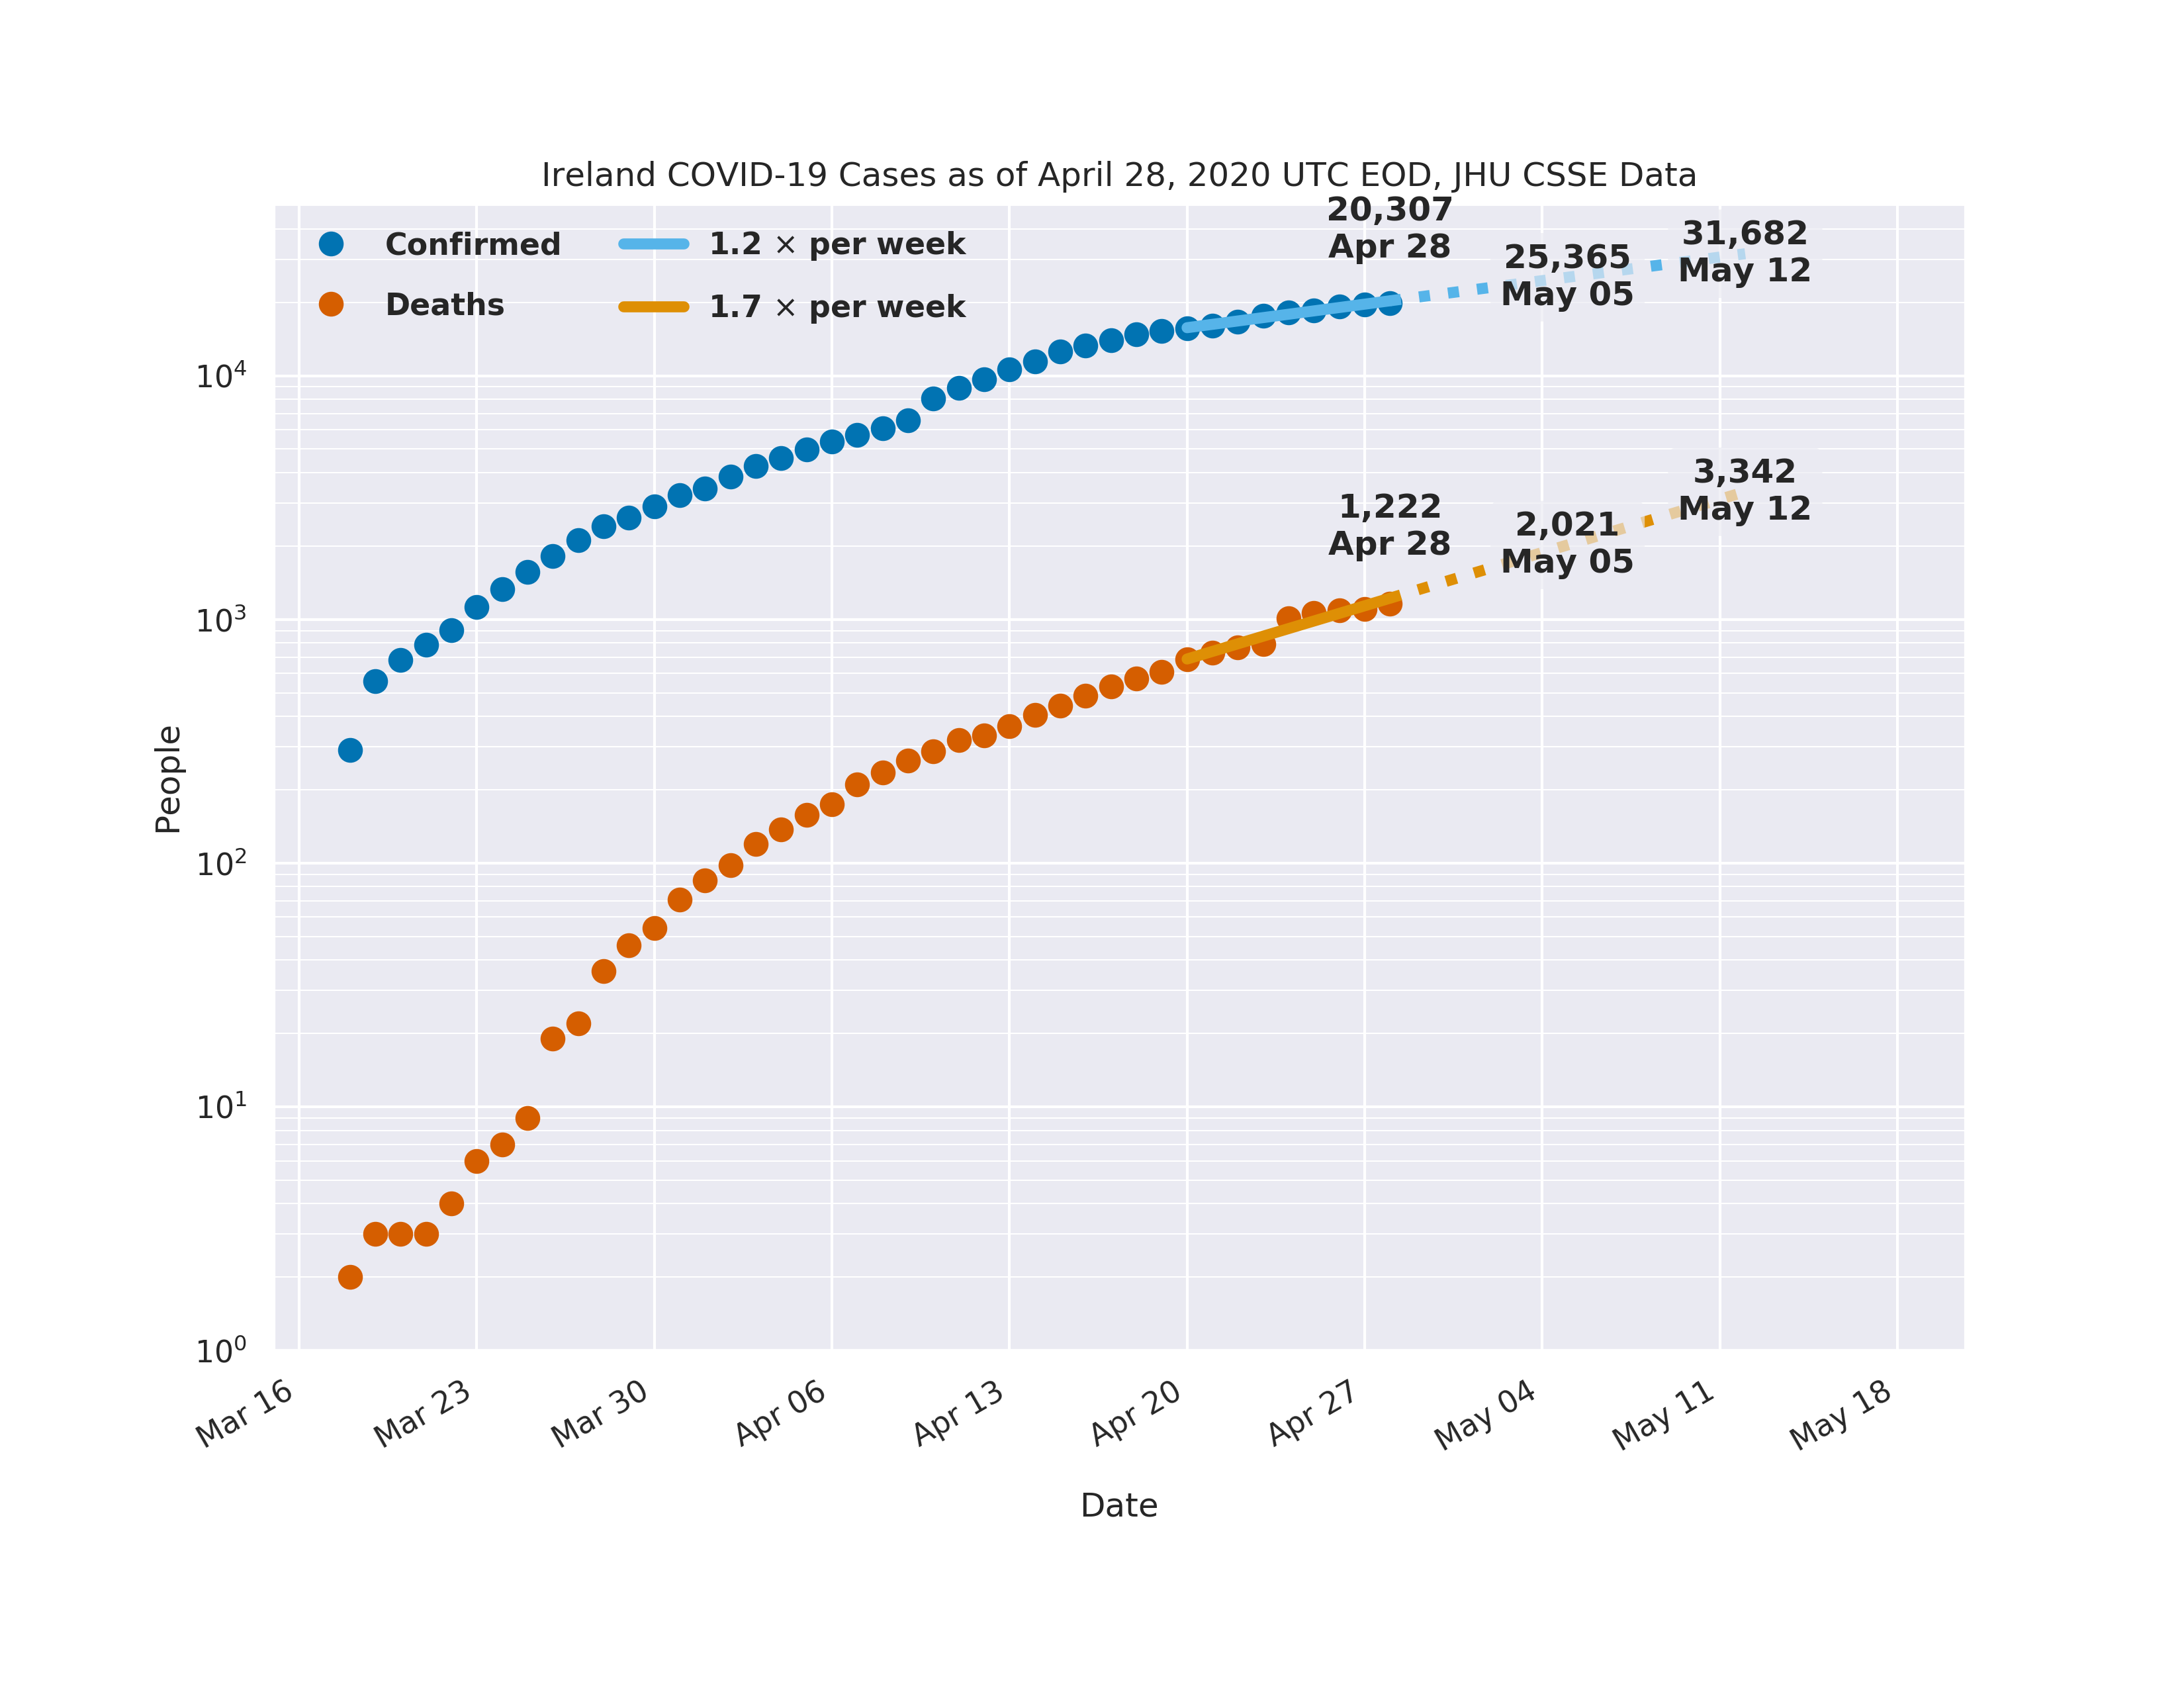 Ireland COVID-19 Cases as of April 28, 2020 UTC EOD, JHU CSSE Data
Confirmed
Deaths
1.2 × per week
1.7 × per week
20,307
Apr 28
25,365
May 05
31,682
May 12
1,222
Apr 28
2,021
May 05
3,342
May 12
People
10⁴
10³
10²
10¹
10⁰
Mar 16
Mar 23
Mar 30
Apr 06
Apr 13
Apr 20
Apr 27
May 04
May 11
May 18
Date